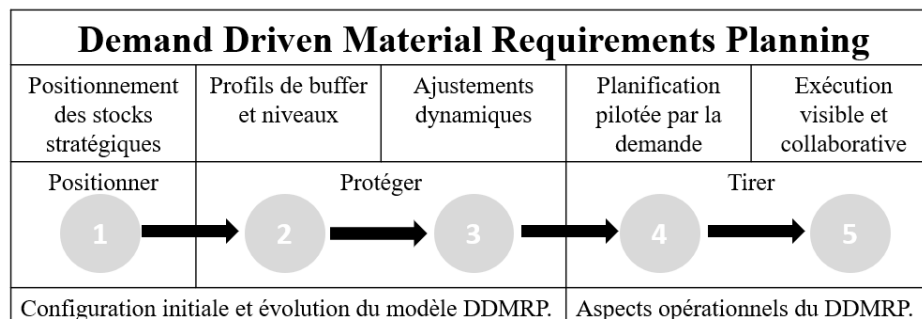 Demand Driven Material Requirements Planning
Positionnement
des stocks
stratégiques
Profils de buffer
et niveaux
Ajustements
dynamiques
Planification
pilotée par la
demande
Exécution
visible et
collaborative
Positionner
Protéger
Tirer
1
2
3
4
5
Configuration initiale et évolution du modèle DDMRP.
Aspects opérationnels du DDMRP.